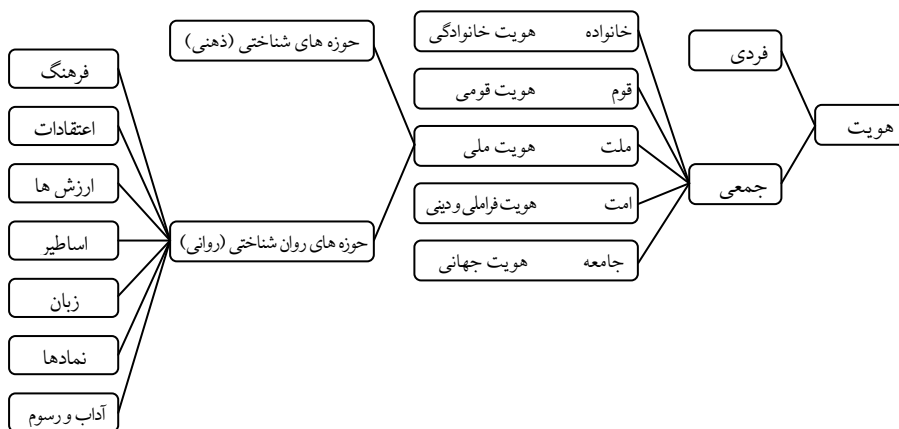 هویت
فردی
جمعی
خانواده هویت خانوادگی
قوم هویت قومی
ملت هویت ملی
امت هویت فراملی و دینی
جامعه هویت جهانی
حوزه های شناختی (ذهنی)
حوزه های روان شناختی (روانی)
فرهنگ
اعتقادات
ارزش ها
اساطیر
زبان
نمادها
آداب و رسوم